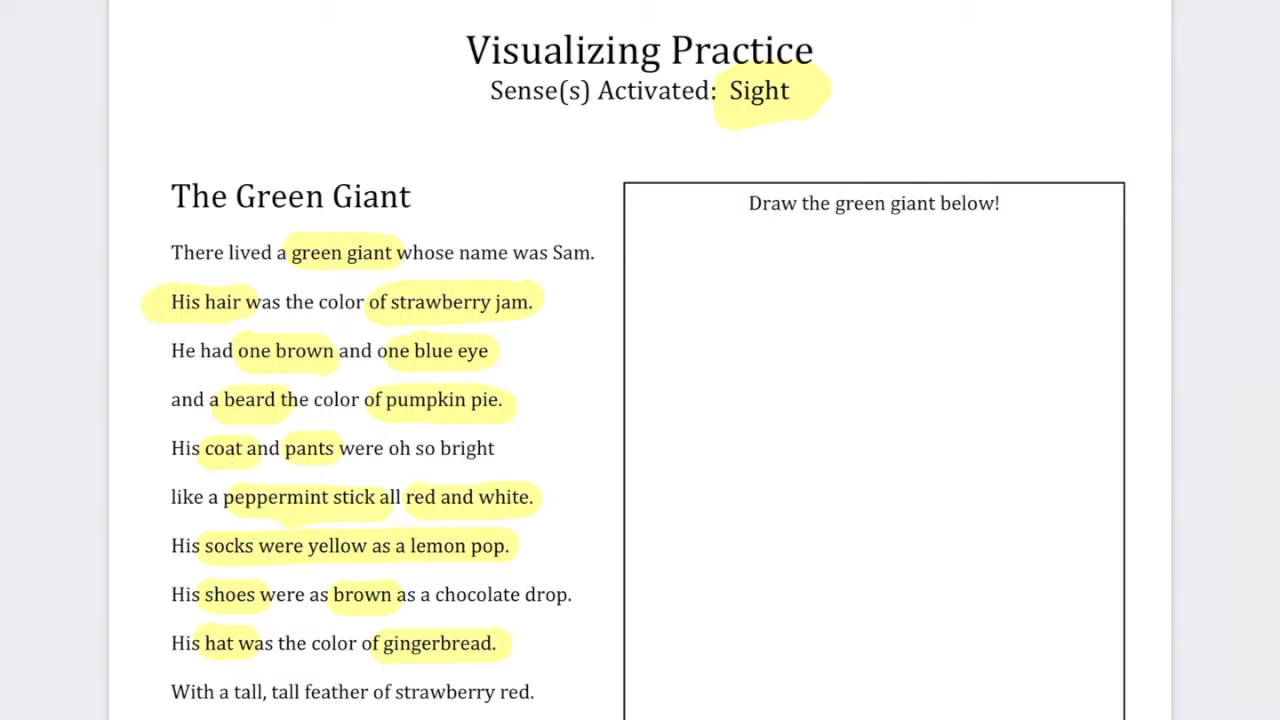 Visualizing Practice
Sense(s) Activated: Sight
The Green Giant
There lived a green giant whose name was Sam.
His hair was the color of strawberry jam.
He had one brown and one blue eye
and a beard the color of pumpkin pie.
His coat and pants were oh so bright
like a peppermint stick all red and white.
His socks were yellow as a lemon pop.
His shoes were as brown as a chocolate drop.
His hat was the color of gingerbread.
With a tall, tall feather of strawberry red.
Draw the green giant below!